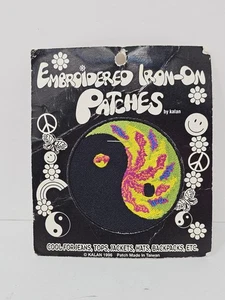 EMBROIDERED IRON-ON
PATCHES
by kalan
COOL FOR JEANS, TOPS, JACKETS, HATS, BACKPACKS, ETC.
© KALAN 1996 Patch Made in Taiwan